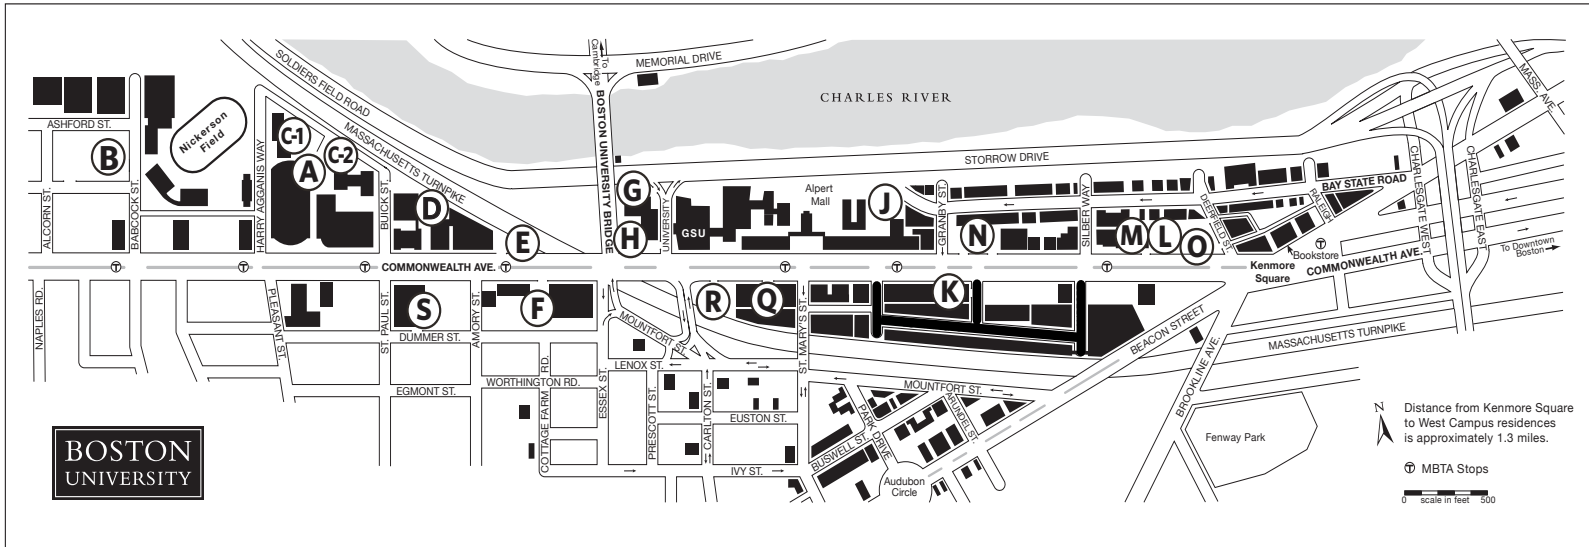 SOLDIERS FIELD ROAD
To
Cambridge
MEMORIAL DRIVE
CHARLES RIVER
MASS. AVE.
ASHFORD ST.
Nickerson
Field
C-1
C-2
A
B
MASSACHUSETTS TURNPIKE
BOSTON UNIVERSITY BRIDGE
STORROW DRIVE
CHARLESGATE WEST
CHARLESGATE EAST
ALCORN ST.
BABCOCK ST.
HARRY AGGANIS WAY
BUICK ST.
D
E
G
H
UNIVERSITY
GSU
Alpert
Mall
J
GRANBY ST.
N
SILBER WAY
M
L
O
DEERFIELD ST.
RALEIGH
BAY STATE ROAD
Bookstore
Kenmore
Square
COMMONWEALTH AVE.
To Downtown
Boston
T
T
T
COMMONWEALTH AVE.
T
T
T
T
T
NAPLES RD.
PLEASANT ST.
ST. PAUL ST.
S
DUMMER ST.
AMORY ST.
F
R
Q
K
ST. MARY'S ST.
MOUNTFORT ST.
BEACON STREET
BROOKLINE AVE.
MASSACHUSETTS TURNPIKE
LENOX ST.
EGMONT ST.
WORTHINGTON RD.
COTTAGE FARM RD.
ESSEX ST.
PRESCOTT ST.
CARLTON ST.
EUSTON ST.
IVY ST.
MOUNTFORT ST.
ARUNDEL ST.
PARK DRIVE
BUSWELL ST.
Audubon
Circle
Fenway Park
BOSTON
UNIVERSITY
N
Distance from Kenmore Square
to West Campus residences
is approximately 1.3 miles.
T MBTA Stops
0 scale in feet 500